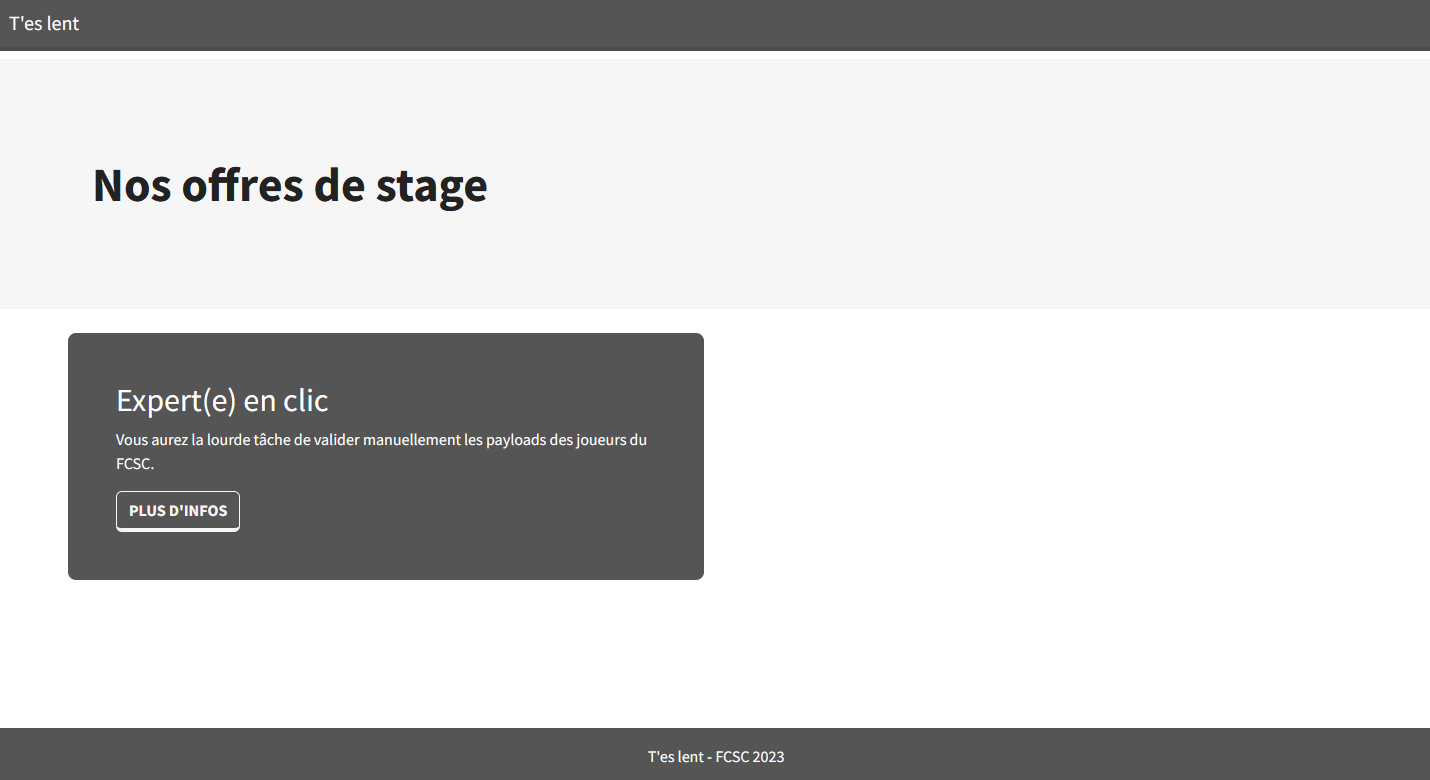 T'es lent
Nos offres de stage
Expert(e) en clic
Vous aurez la lourde tâche de valider manuellement les payloads des joueurs du
FCSC.
PLUS D'INFOS
T'es lent - FCSC 2023